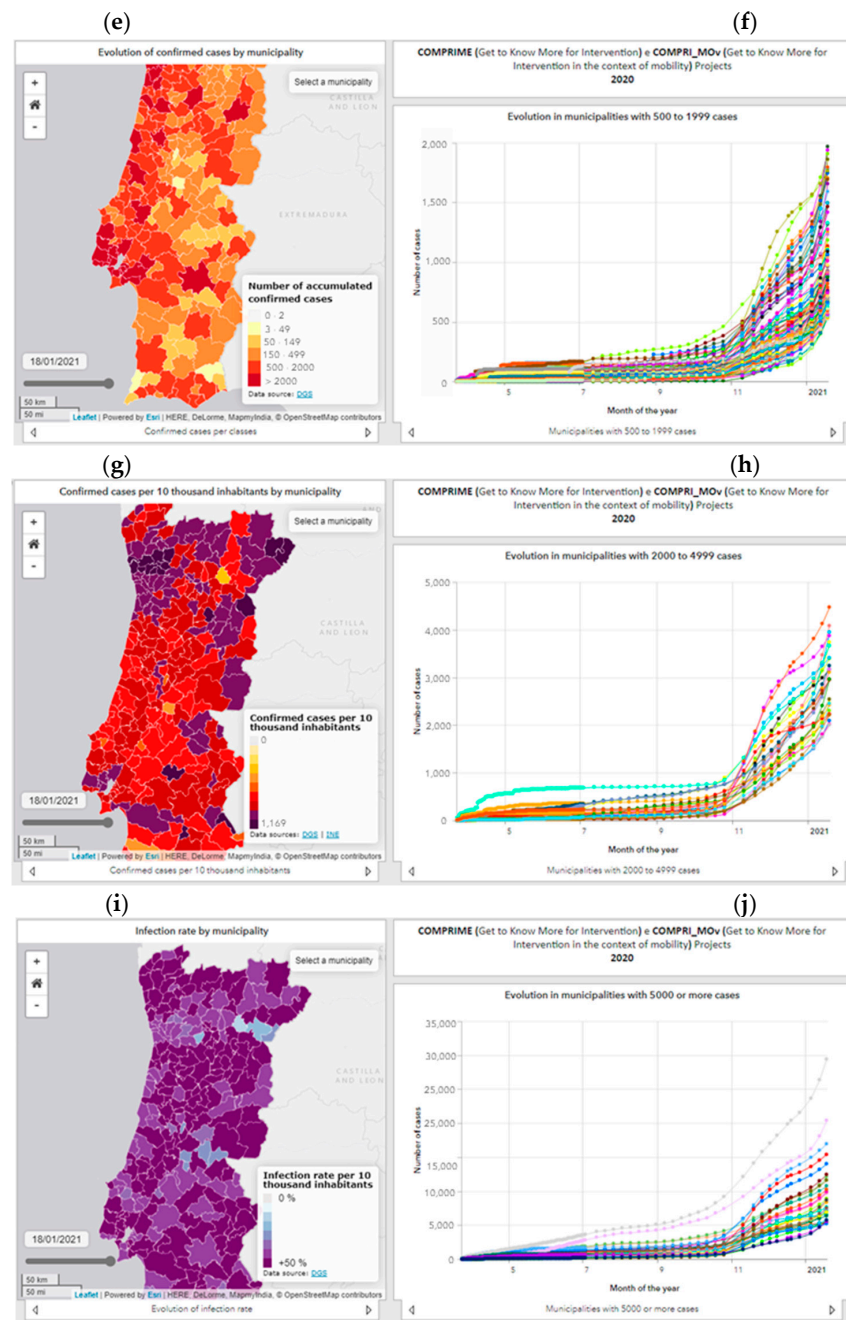 (e)
(f)
Evolution of confirmed cases by municipality
+
-
Select a municipality
CASTILLA
AND LEON
EXTREMADURA
Number of accumulated
confirmed cases
0 - 2
3 - 49
50 - 149
150 - 499
500 - 2000
> 2000
Data source: DGS
18/01/2021
50 km
50 mi
Leaflet | Powered by Esri | HERE, DeLorme, MapmyIndia, © OpenStreetMap contributors
Confirmed cases per classes
COMPRIME (Get to Know More for Intervention) e COMPRI_MOv (Get to Know More for
Intervention in the context of mobility) Projects
2020
Evolution in municipalities with 500 to 1999 cases
Number of cases
2,000
1,500
1,000
500
0
5
7
9
11
2021
Month of the year
Municipalities with 500 to 1999 cases
(g)
(h)
Confirmed cases per 10 thousand inhabitants by municipality
+
-
Select a municipality
CASTILLA
AND LEON
Confirmed cases per 10
thousand inhabitants
0
1,169
Data sources: DGS | INE
18/01/2021
50 km
50 mi
Leaflet | Powered by Esri | HERE, DeLorme, MapmyIndia, © OpenStreetMap contributors
Confirmed cases per 10 thousand inhabitants
COMPRIME (Get to Know More for Intervention) e COMPRI_MOv (Get to Know More for
Intervention in the context of mobility) Projects
2020
Evolution in municipalities with 2000 to 4999 cases
Number of cases
5,000
4,000
3,000
2,000
1,000
0
5
7
9
11
2021
Month of the year
Municipalities with 2000 to 4999 cases
(i)
(j)
Infection rate by municipality
+
-
Select a municipality
CASTILLA
AND LEON
Infection rate per 10
thousand inhabitants
0 %
+50 %
Data source: DGS
18/01/2021
50 km
50 mi
Leaflet | Powered by Esri | HERE, DeLorme, MapmyIndia, © OpenStreetMap contributors
Evolution of infection rate
COMPRIME (Get to Know More for Intervention) e COMPRI_MOv (Get to Know More for
Intervention in the context of mobility) Projects
2020
Evolution in municipalities with 5000 or more cases
Number of cases
35,000
30,000
25,000
15,000
10,000
5,000
0
5
7
9
11
2021
Month of the year
Municipalities with 5000 or more cases